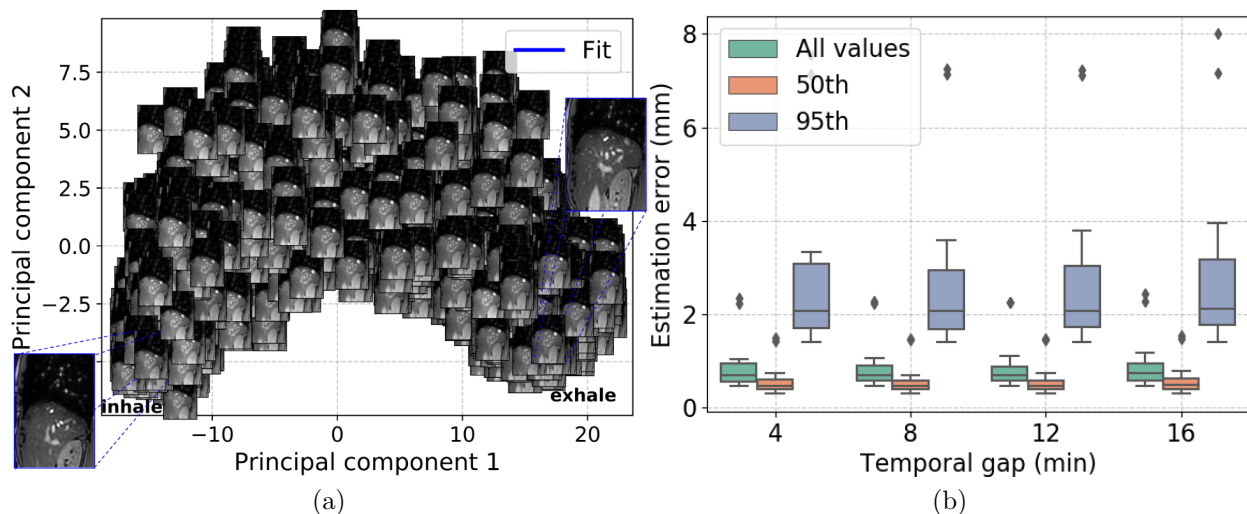 Principal component 2
7.5
5.0
2.5
0.0
−2.5
Fit
inhale
exhale
−10 0 10 20
Principal component 1
(a)
Estimation error (mm)
8
6
4
2
0
All values
50th
95th
4 8 12 16
Temporal gap (min)
(b)